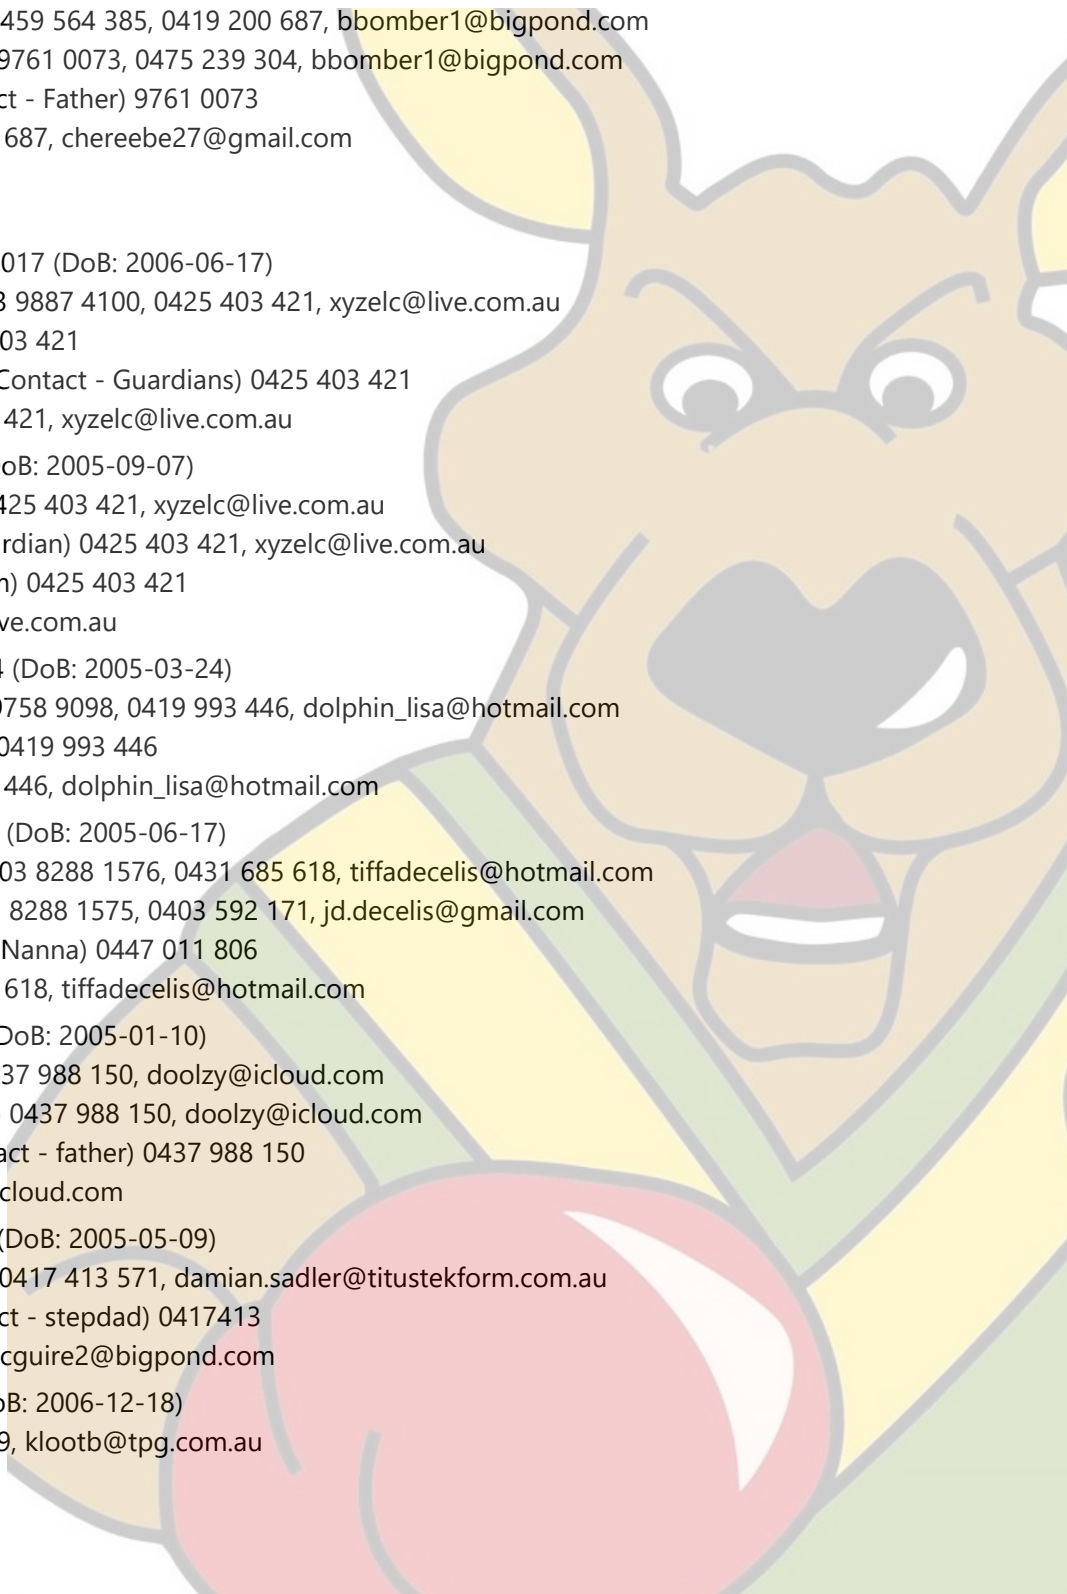 459 564 385, 0419 200 687, bbomber1@bigpond.com
9761 0073, 0475 239 304, bbomber1@bigpond.com
ct - Father) 9761 0073
687, chereebe27@gmail.com
017 (DoB: 2006-06-17)
3 9887 4100, 0425 403 421, xyzelc@live.com.au
03 421
Contact - Guardians) 0425 403 421
421, xyzelc@live.com.au
oB: 2005-09-07)
425 403 421, xyzelc@live.com.au
rdian) 0425 403 421, xyzelc@live.com.au
) 0425 403 421
ve.com.au
(DoB: 2005-03-24)
9758 9098, 0419 993 446, dolphin_lisa@hotmail.com
0419 993 446
446, dolphin_lisa@hotmail.com
(DoB: 2005-06-17)
03 8288 1576, 0431 685 618, tiffadecelis@hotmail.com
8288 1575, 0403 592 171, jd.decelis@gmail.com
Nanna) 0447 011 806
618, tiffadecelis@hotmail.com
DoB: 2005-01-10)
37 988 150, doolzy@icloud.com
0437 988 150, doolzy@icloud.com
act - father) 0437 988 150
cloud.com
(DoB: 2005-05-09)
0417 413 571, damian.sadler@titustekform.com.au
ct - stepdad) 0417413
cguire2@bigpond.com
oB: 2006-12-18)
9, klootb@tpg.com.au